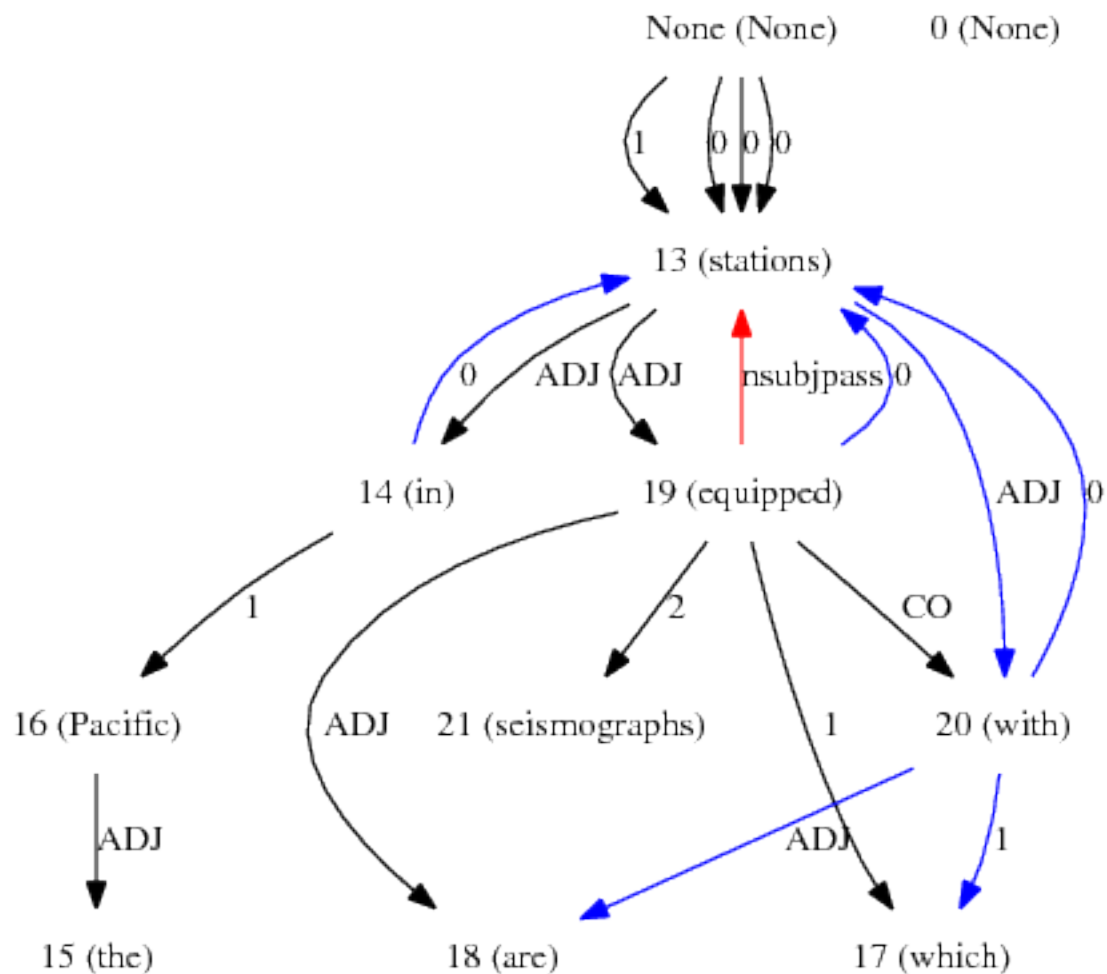 None (None) 0 (None)
1 0 0 0
13 (stations)
0 ADJ ADJ nsubjpass 0
14 (in) 19 (equipped) ADJ 0
1 2 CO
16 (Pacific) ADJ 21 (seismographs) 1 20 (with)
ADJ ADJ 1
15 (the) 18 (are) 17 (which)